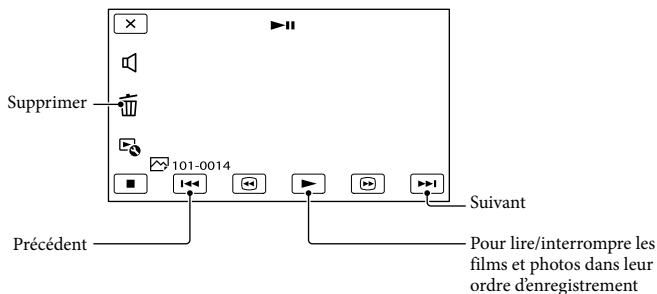 Supprimer
101-0014
Suivant
Précédent
Pour lire/interrompre les
films et photos dans leur
ordre d'enregistrement